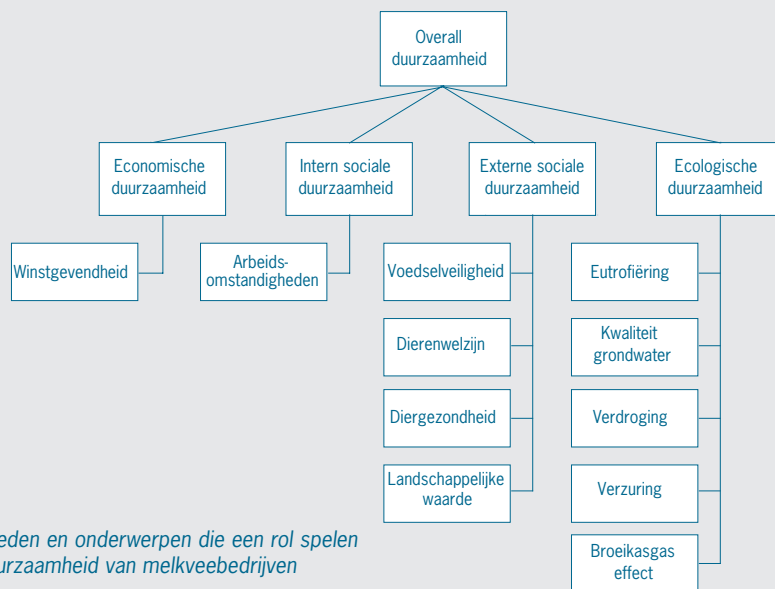 Overall
duurzaamheid
Economische
duurzaamheid
Intern sociale
duurzaamheid
Externe sociale
duurzaamheid
Ecologische
duurzaamheid
Winstgevendheid
Arbeids-
omstandigheden
Voedselveiligheid
Dierenwelzijn
Diergezondheid
Landschappelijke
waarde
Eutrofiëring
Kwaliteit
grondwater
Verdroging
Verzuring
Broeikasgas
effect
eden en onderwerpen die een rol spelen
urzaamheid van melkveebedrijven